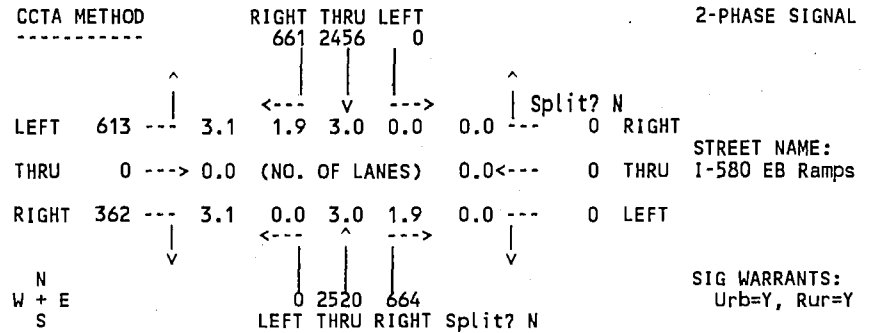 CCTA METHOD RIGHT THRU LEFT 2-PHASE SIGNAL
----------- 661 2456 0
^ ^
<--- v ---> Split? N
LEFT 613 --- 3.1 1.9 3.0 0.0 0.0 --- 0 RIGHT
STREET NAME:
THRU 0 ---> 0.0 (NO. OF LANES) 0.0<--- 0 THRU I-580 EB Ramps
RIGHT 362 --- 3.1 0.0 3.0 1.9 0.0 --- 0 LEFT
<--- ^ --->
v v
N SIG WARRANTS:
W + E 0 2520 664 Urb=Y, Rur=Y
S LEFT THRU RIGHT Split? N